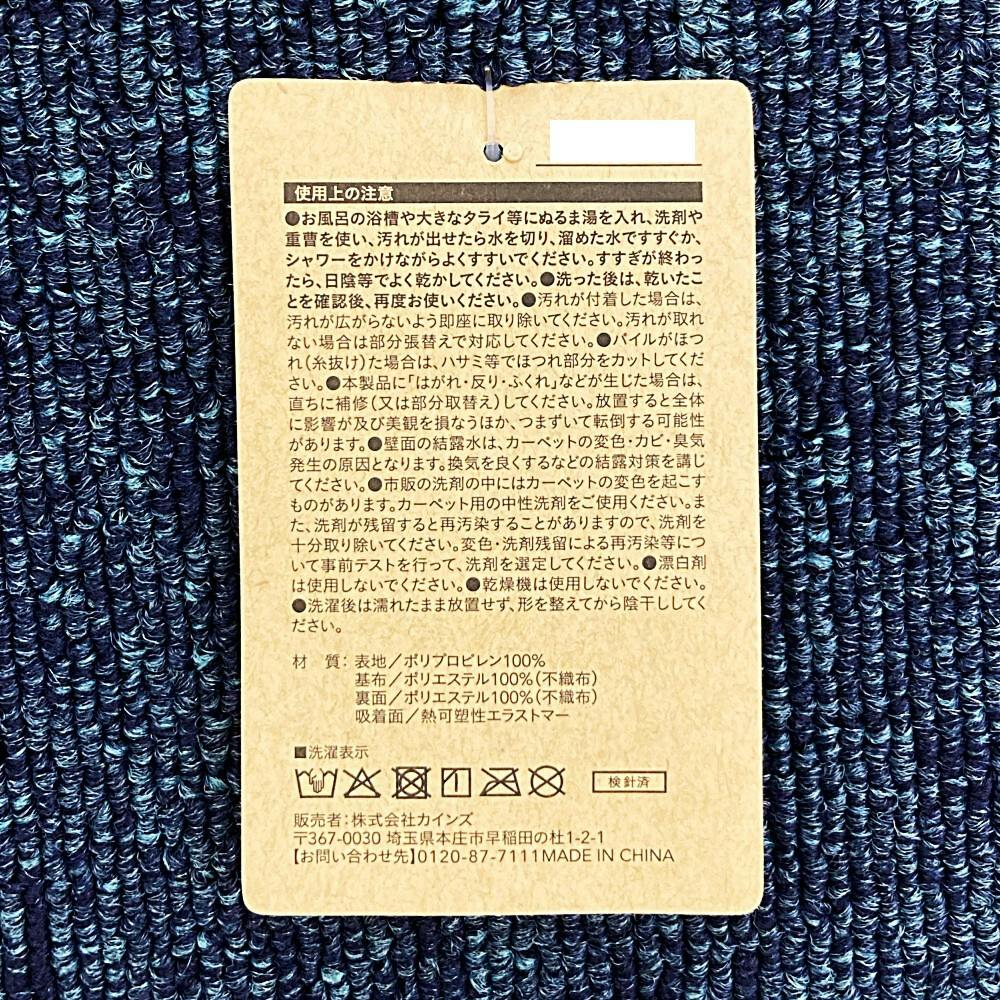 使用上の注意
●お風呂の浴槽や大きなタライ等にぬるま湯を入れ、洗剤や
重曹を使い、汚れが出せたら水を切り、溜めた水ですすぐか、
シャワーをかけながらよくすすいでください。すすぎが終わっ
たら、日陰等でよく乾かしてください。●洗った後は、乾いたこ
とを確認後、再度お使いください。●汚れが付着した場合は、
汚れが広がらないよう即座に取り除いてください。汚れが取れ
ない場合は部分張替えで対応してください。●パイルがほつ
れ(糸抜け)た場合は、ハサミ等でほつれ部分をカットしてくだ
さい。●本製品に「はがれ・反り・ふくれ」などが生じた場合は、
直ちに補修(又は部分取替え)してください。放置すると全体
に影響が及び美観を損なうほか、つまずいて転倒する可能性
があります。●壁面の結露水は、カーペットの変色・カビ・臭気
発生の原因となります。換気を良くするなどの結露対策を講じ
てください。●市販の洗剤の中にはカーペットの変色を起こす
ものがあります。カーペット用の中性洗剤をご使用ください。ま
た、洗剤が残留すると再汚染することがありますので、洗剤を
十分取り除いてください。変色・洗剤残留による再汚染等につ
いて事前テストを行って、洗剤を選定してください。●漂白剤
は使用しないでください。●乾燥機は使用しないでください。
●洗濯後は濡れたまま放置せず、形を整えてから陰干ししてく
ださい。
材 質：表地/ポリプロピレン100%
基布/ポリエステル100%(不織布)
裏面/ポリエステル100%(不織布)
吸着面/熱可塑性エラストマー
■洗濯表示
検針済
販売者：株式会社カインズ
〒367-0030 埼玉県本庄市早稲田の杜1-2-1
【お問い合わせ先】0120-87-7111MADE IN CHINA